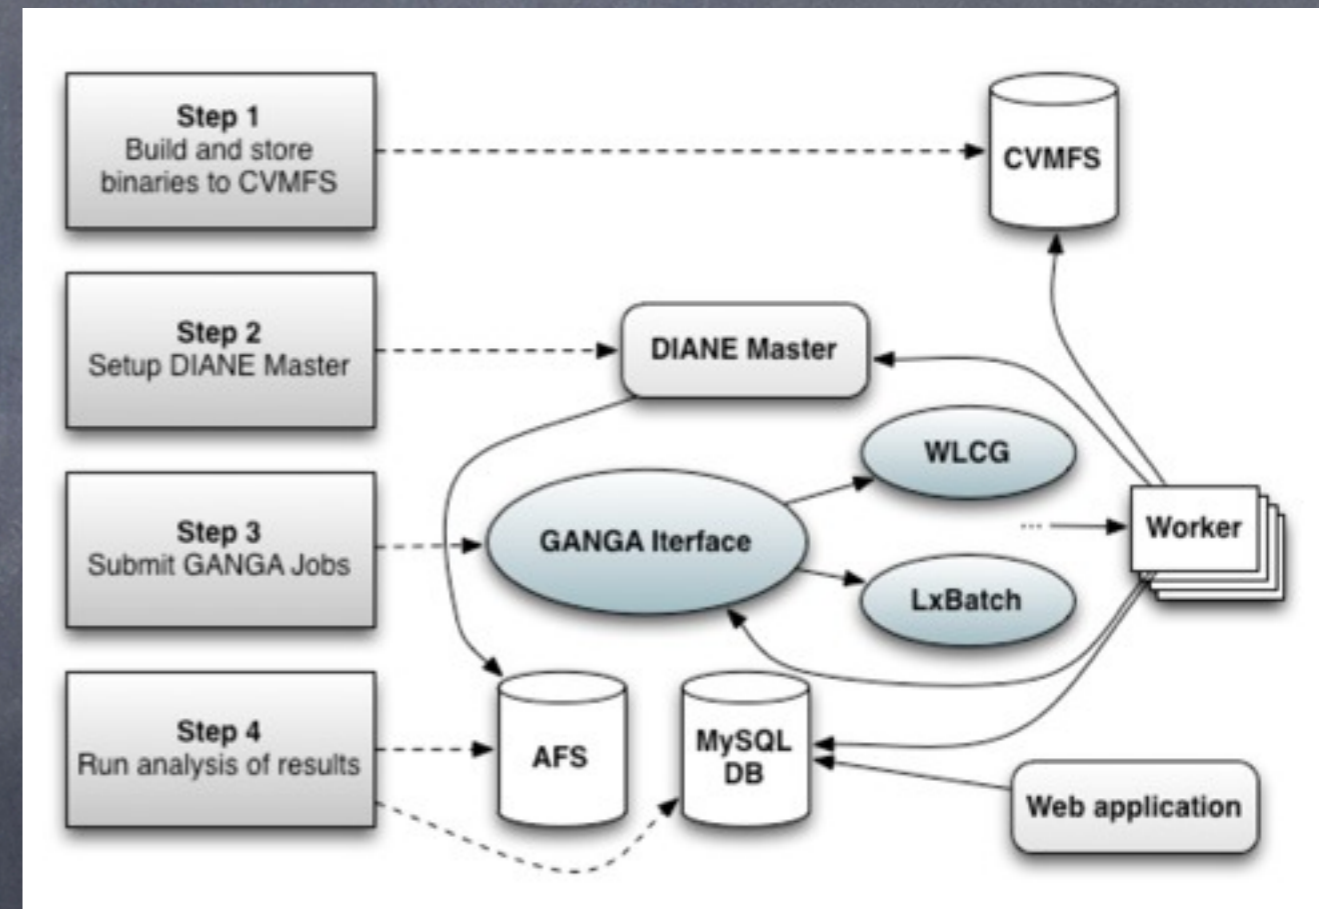 Step 1
Build and store
binaries to CVMFS
CVMFS
Step 2
Setup DIANE Master
DIANE Master
WLCG
Step 3
Submit GANGA Jobs
GANGA Iterface
...
Worker
LxBatch
Step 4
Run analysis of results
AFS
MySQL
DB
Web application